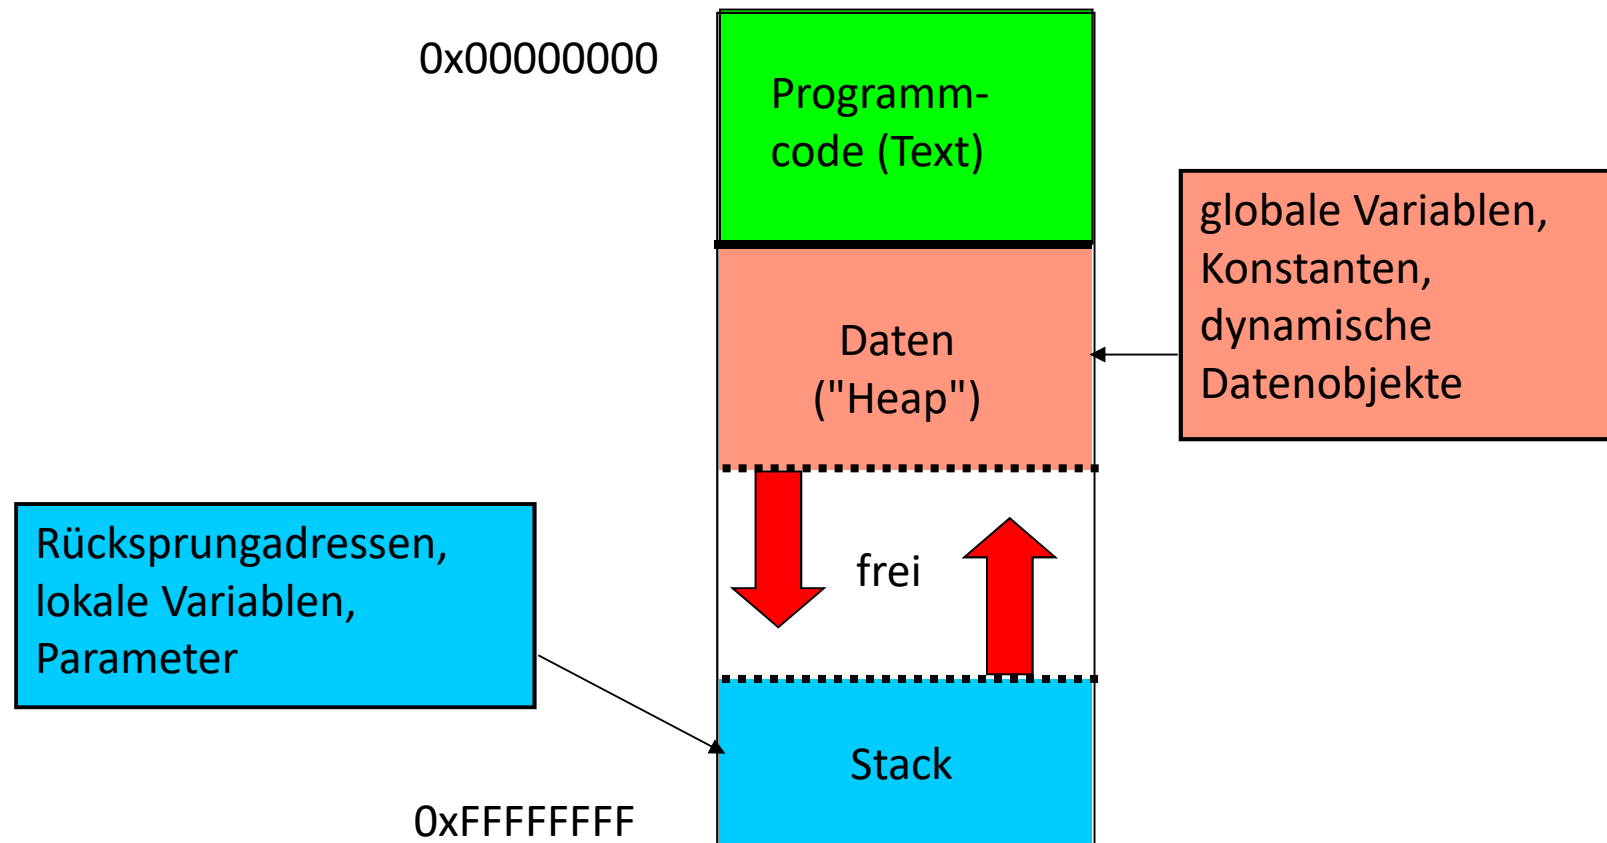 0x00000000
Programm-
code (Text)
globale Variablen,
Konstanten,
dynamische
Datenobjekte
Daten
("Heap")
Rücksprungadressen,
lokale Variablen,
Parameter
frei
Stack
0xFFFFFFFF